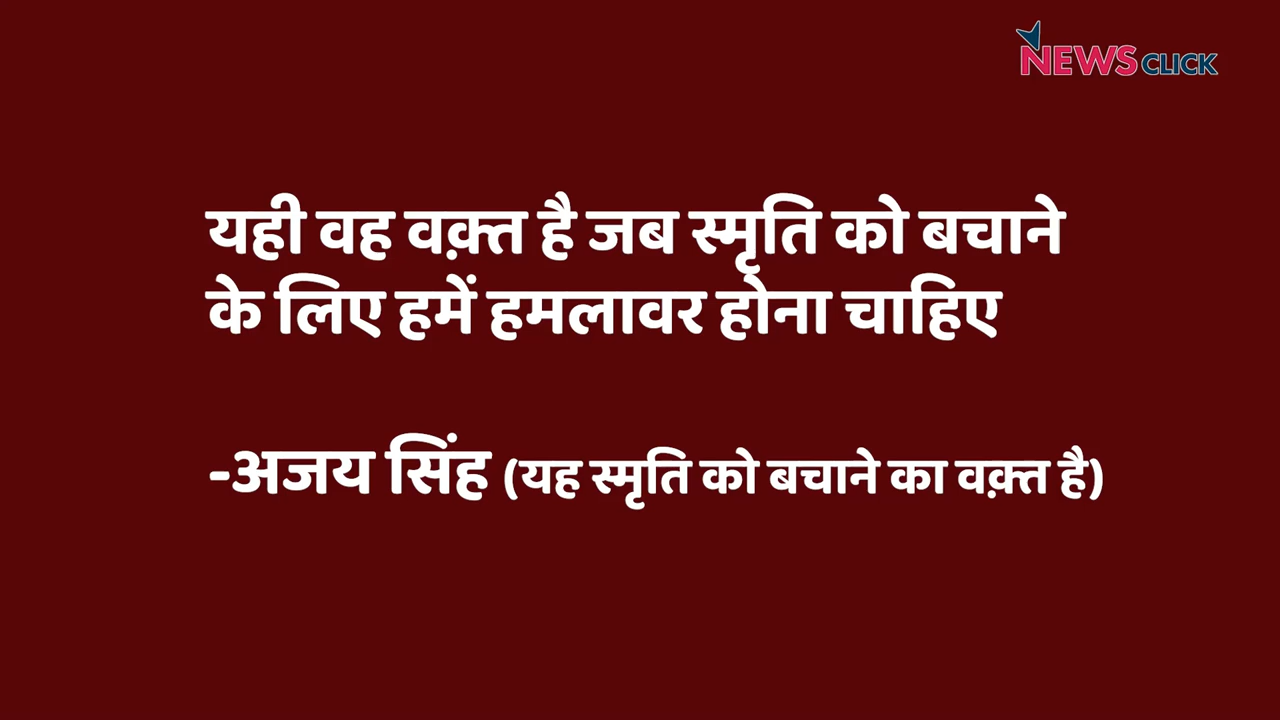 NEWSCLICK
यही वह वक़्त है जब स्मृति को बचाने
के लिए हमें हमलावर होना चाहिए
-अजय सिंह (यह स्मृति को बचाने का वक़्त है)